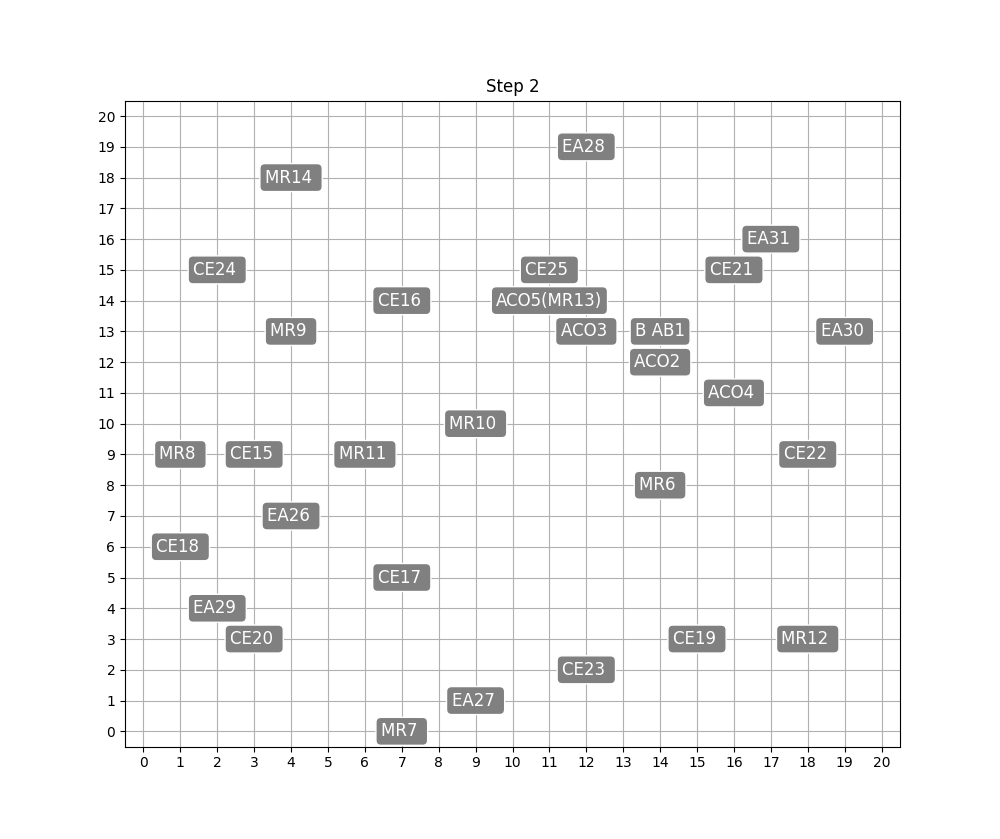 Step 2
20
19
EA28
18
MR14
17
16
EA31
15
CE24
CE25
CE21
14
CE16
ACO5(MR13)
13
MR9
ACO3
B AB1
EA30
12
ACO2
11
ACO4
10
MR10
9
MR8
CE15
MR11
CE22
8
MR6
7
EA26
6
CE18
5
CE17
4
EA29
3
CE20
CE19
MR12
2
CE23
1
EA27
0
MR7
0 1 2 3 4 5 6 7 8 9 10 11 12 13 14 15 16 17 18 19 20